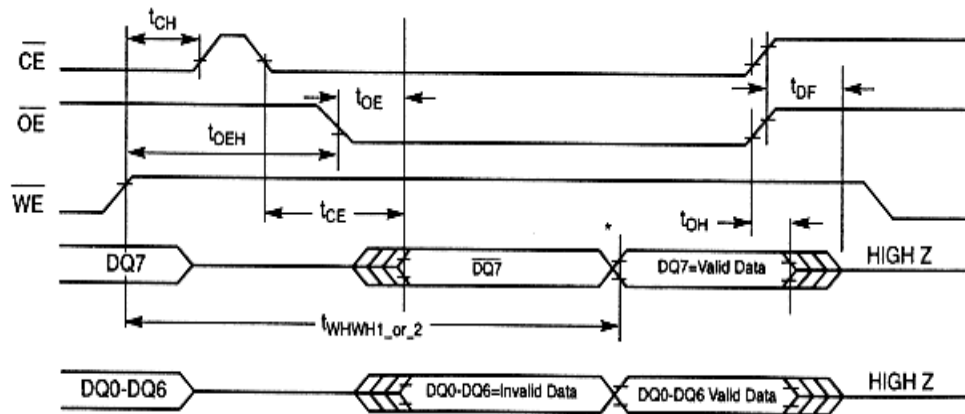 tCH
CE
tOE
tDF
OE
tOEH
WE
tCE
tOH
*
DQ7
DQ7
DQ7=Valid Data
HIGH Z
tWHWH1_or_2
DQ0-DQ6
DQ0-DQ6=Invalid Data
DQ0-DQ6 Valid Data
HIGH Z